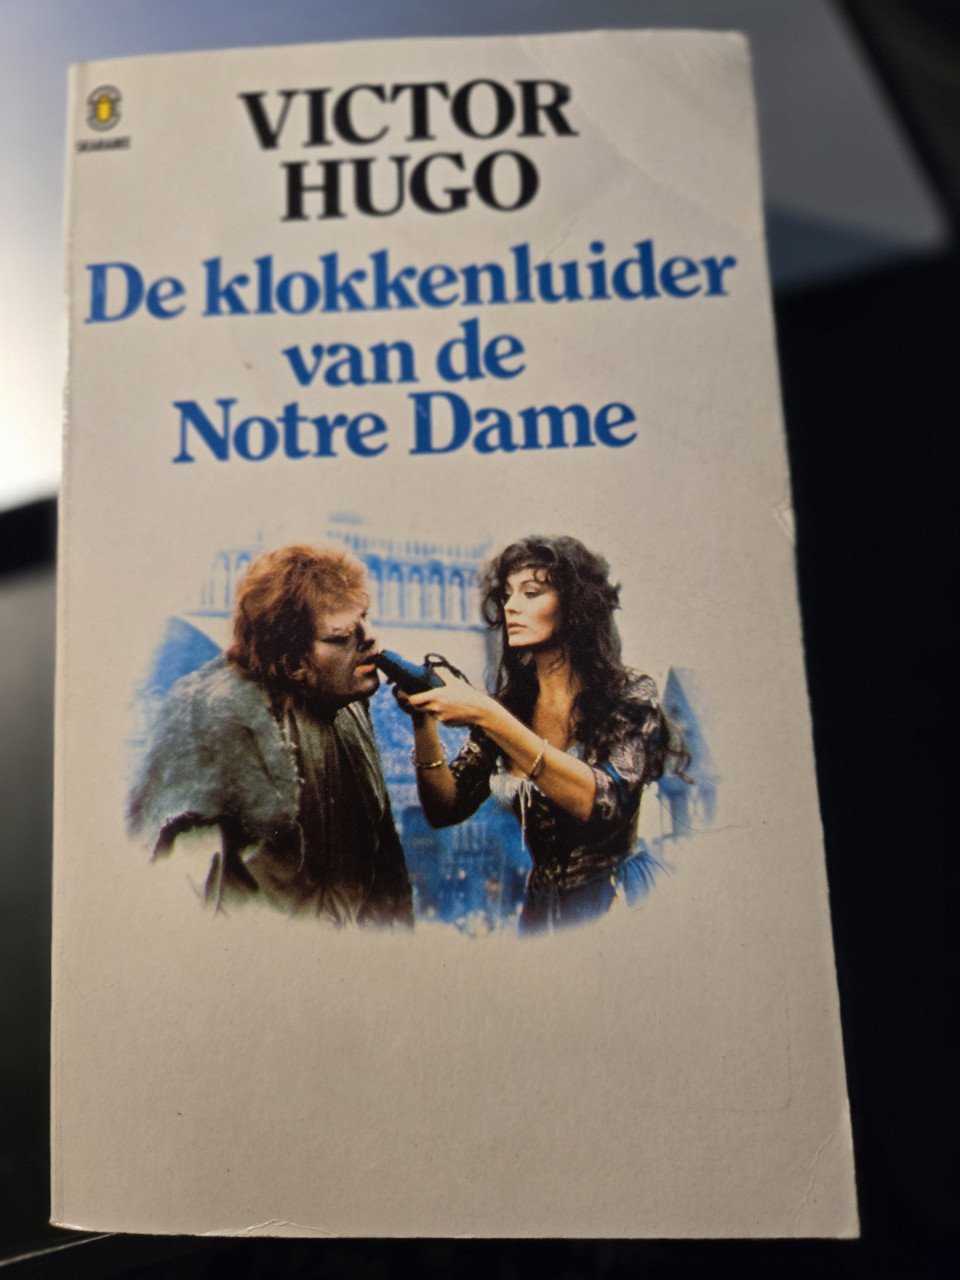 VICTOR
HUGO
De klokkenluider
van de
Notre Dame